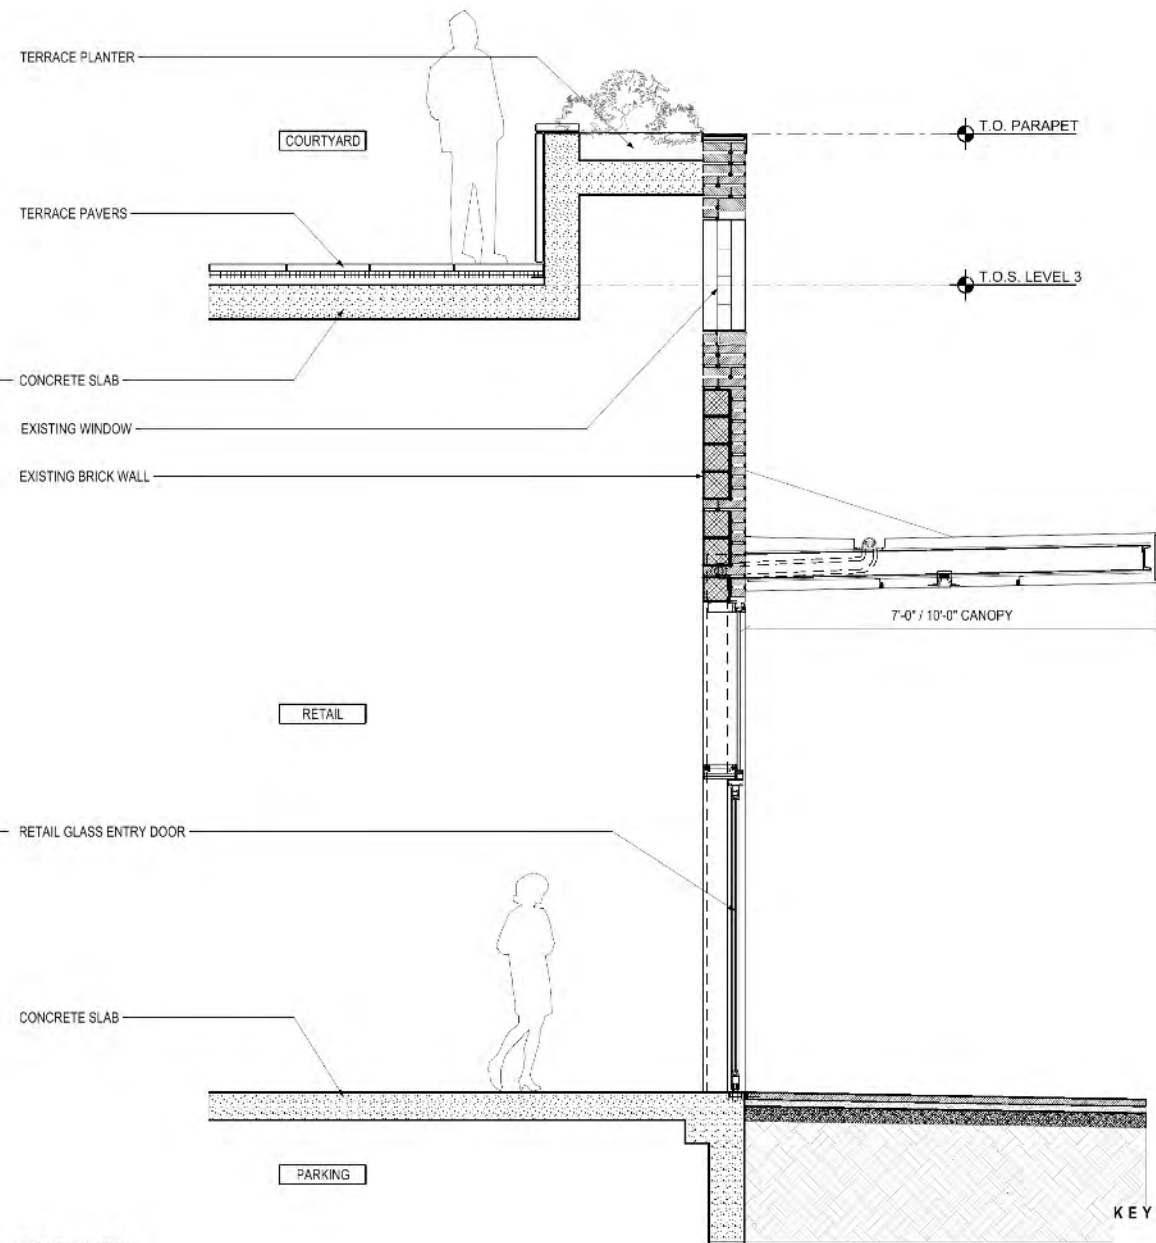 TERRACE PLANTER
T.O. PARAPET
COURTYARD
TERRACE PAVERS
T.O.S. LEVEL 3
CONCRETE SLAB
EXISTING WINDOW
EXISTING BRICK WALL
7'-0" / 10'-0" CANOPY
RETAIL
RETAIL GLASS ENTRY DOOR
CONCRETE SLAB
PARKING
KEY